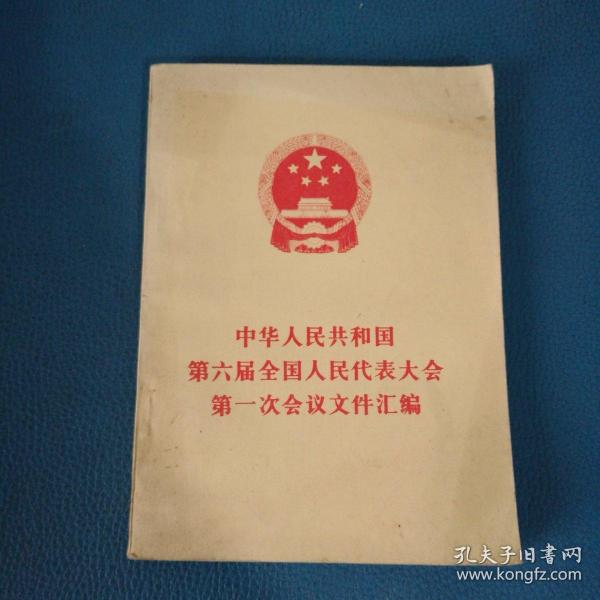 中华人民共和国
第六届全国人民代表大会
第一次会议文件汇编
孔夫子旧书网
www.kongfz.com